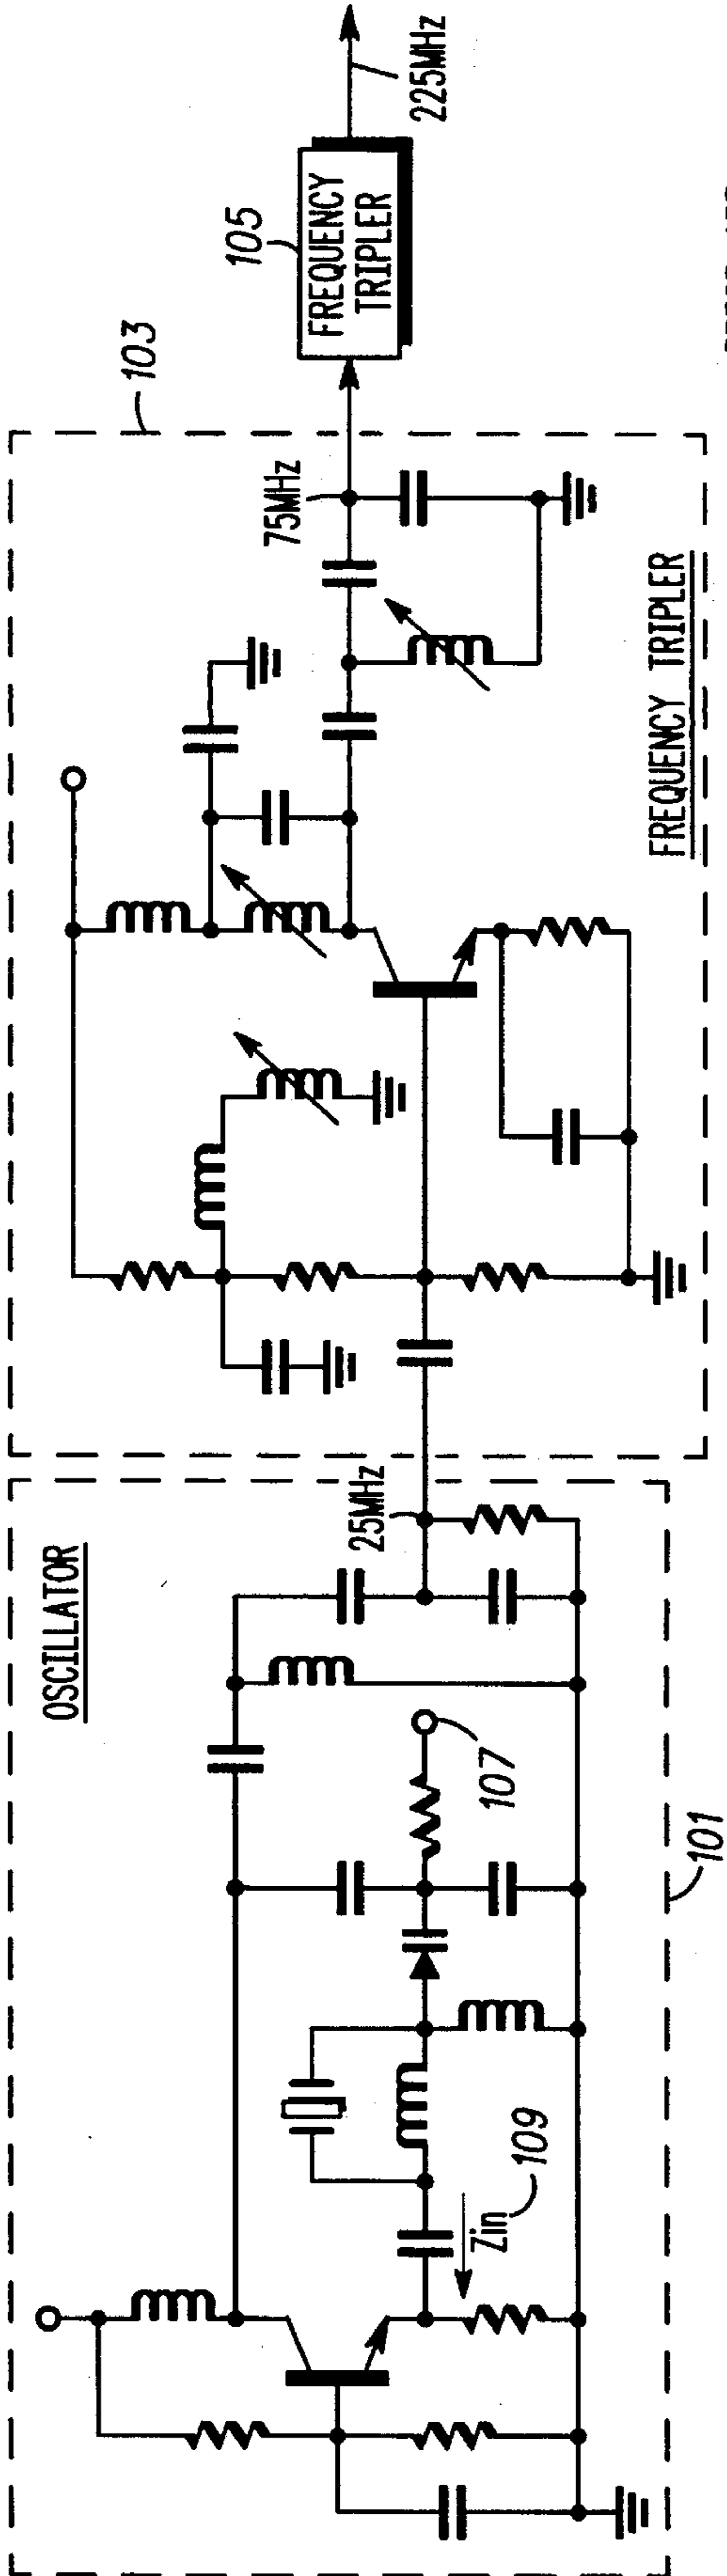 OSCILLATOR
101
107
Zin
109
25MHz
103
FREQUENCY TRIPLER
75MHz
105
FREQUENCY
TRIPLER
225MHz